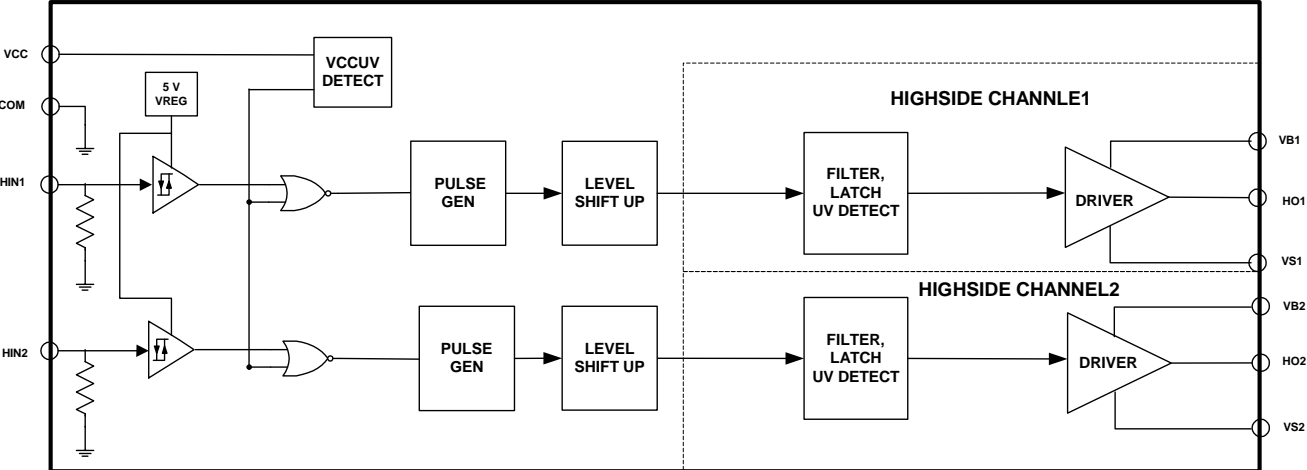 VCC
VCCUV
DETECT
5 V
VREG
COM
HIGHSIDE CHANNLE1
VB1
HIN1
PULSE
GEN
LEVEL
SHIFT UP
FILTER,
LATCH
UV DETECT
DRIVER
HO1
VS1
HIGHSIDE CHANNEL2
VB2
HIN2
PULSE
GEN
LEVEL
SHIFT UP
FILTER,
LATCH
UV DETECT
DRIVER
HO2
VS2